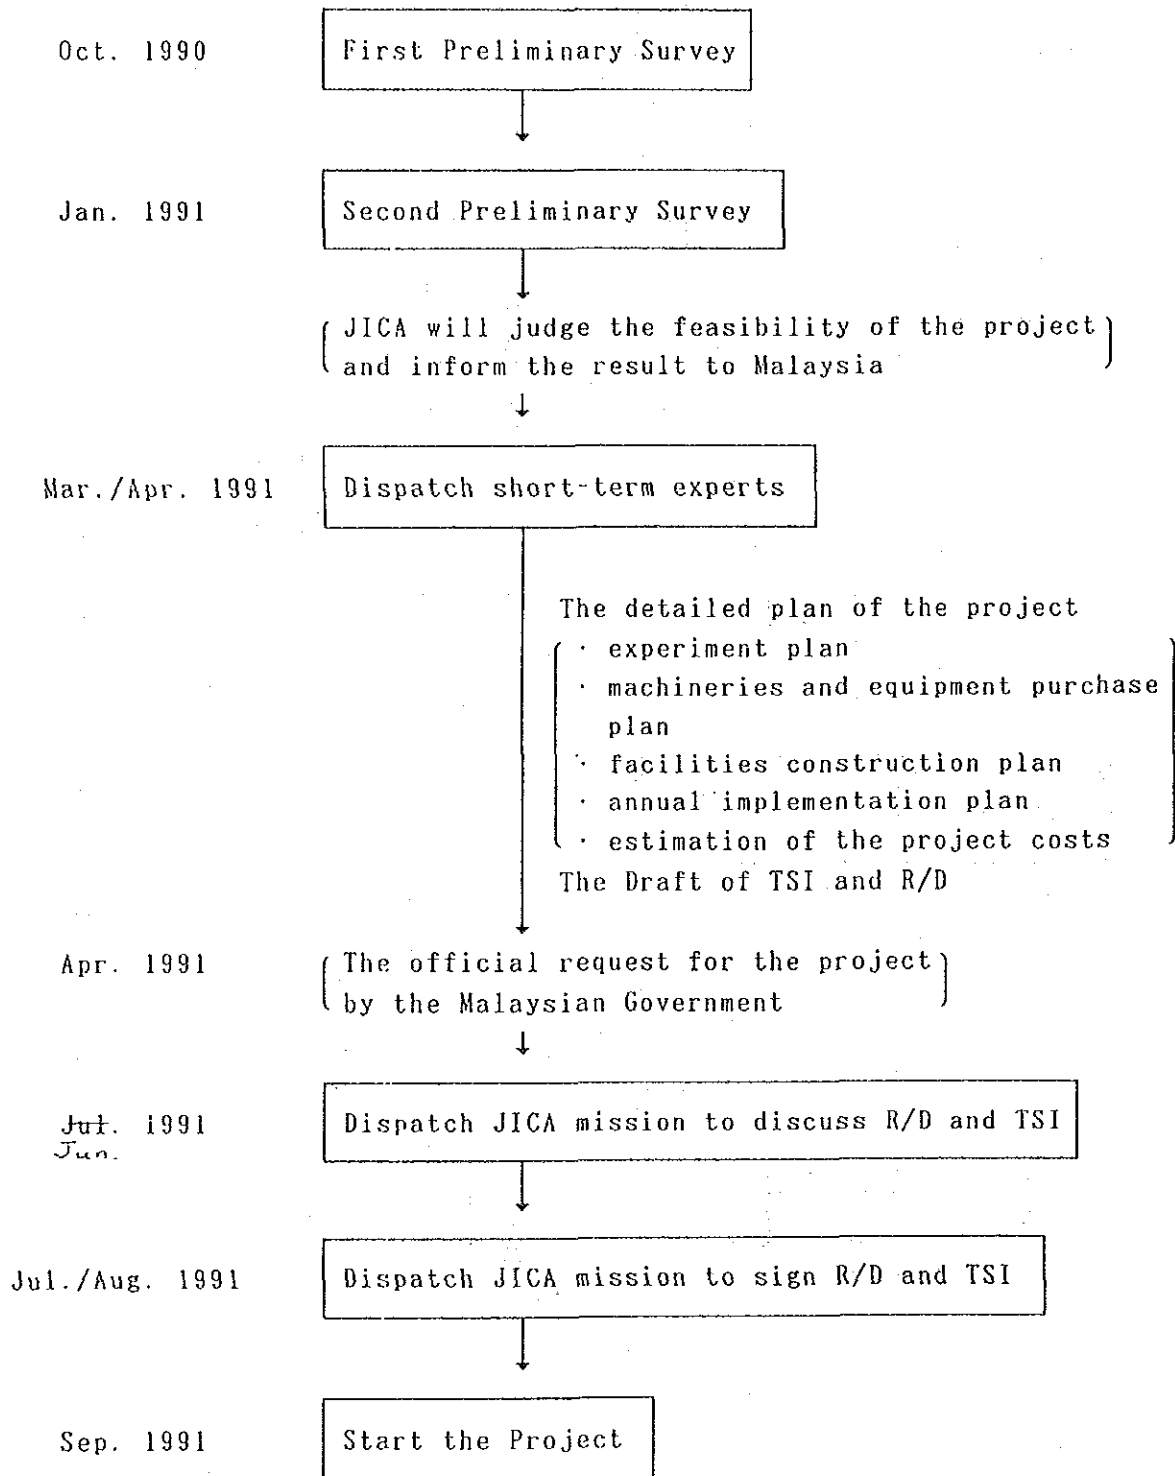 Oct. 1990 First Preliminary Survey
Jan. 1991 Second Preliminary Survey
JICA will judge the feasibility of the project
and inform the result to Malaysia
Mar./Apr. 1991 Dispatch short-term experts
The detailed plan of the project
· experiment plan
· machineries and equipment purchase
plan
· facilities construction plan
· annual implementation plan
· estimation of the project costs
The Draft of TSI and R/D
Apr. 1991 The official request for the project
by the Malaysian Government
Jul. 1991 Dispatch JICA mission to discuss R/D and TSI
Jun.
Jul./Aug. 1991 Dispatch JICA mission to sign R/D and TSI
Sep. 1991 Start the Project